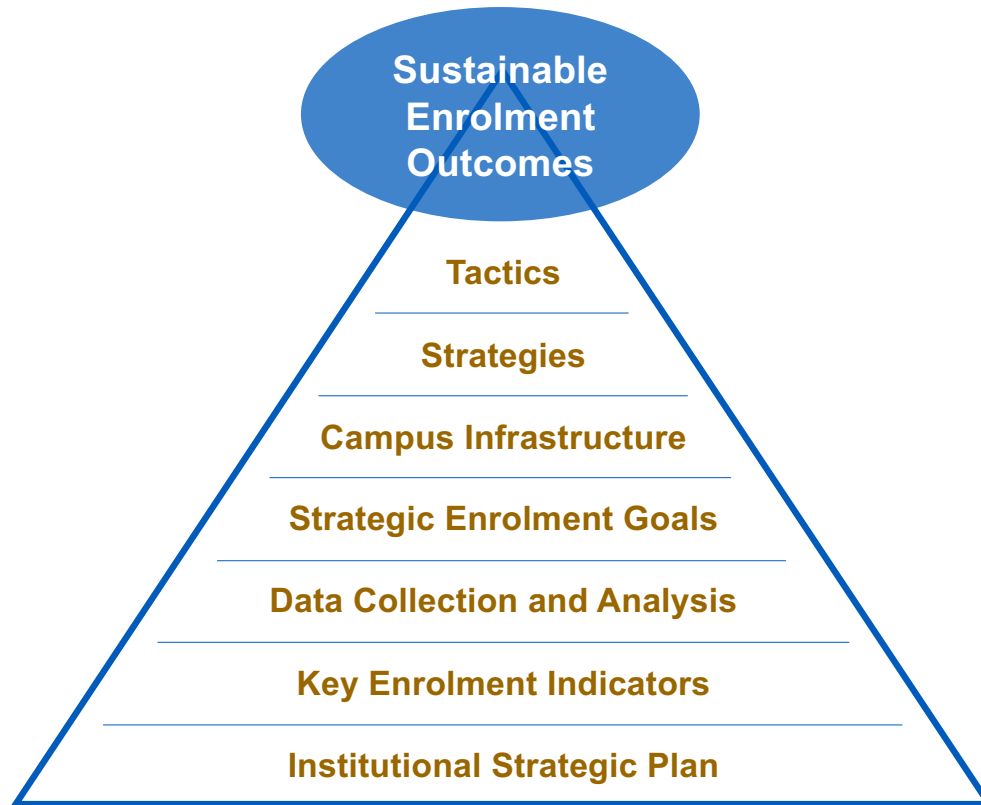 Sustainable
Enrolment
Outcomes
Tactics
Strategies
Campus Infrastructure
Strategic Enrolment Goals
Data Collection and Analysis
Key Enrolment Indicators
Institutional Strategic Plan